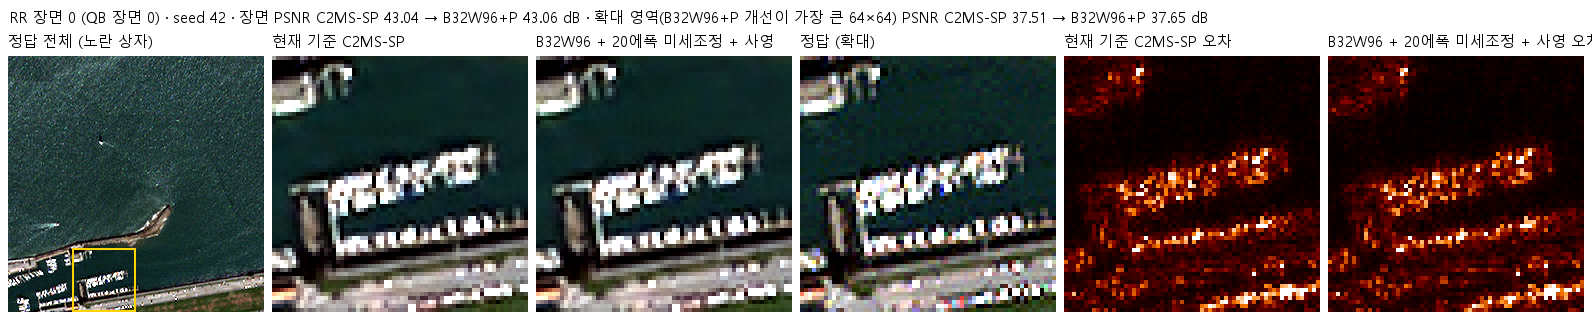 RR 장면 0 (QB 장면 0) · seed 42 · 장면 PSNR C2MS-SP 43.04 → B32W96+P 43.06 dB · 확대 영역(B32W96+P 개선이 가장 큰 64×64) PSNR C2MS-SP 37.51 → B32W96+P 37.65 dB
정답 전체 (노란 상자)
현재 기준 C2MS-SP
B32W96 + 20에폭 미세조정 + 사영
정답 (확대)
현재 기준 C2MS-SP 오차
B32W96 + 20에폭 미세조정 + 사영 오차